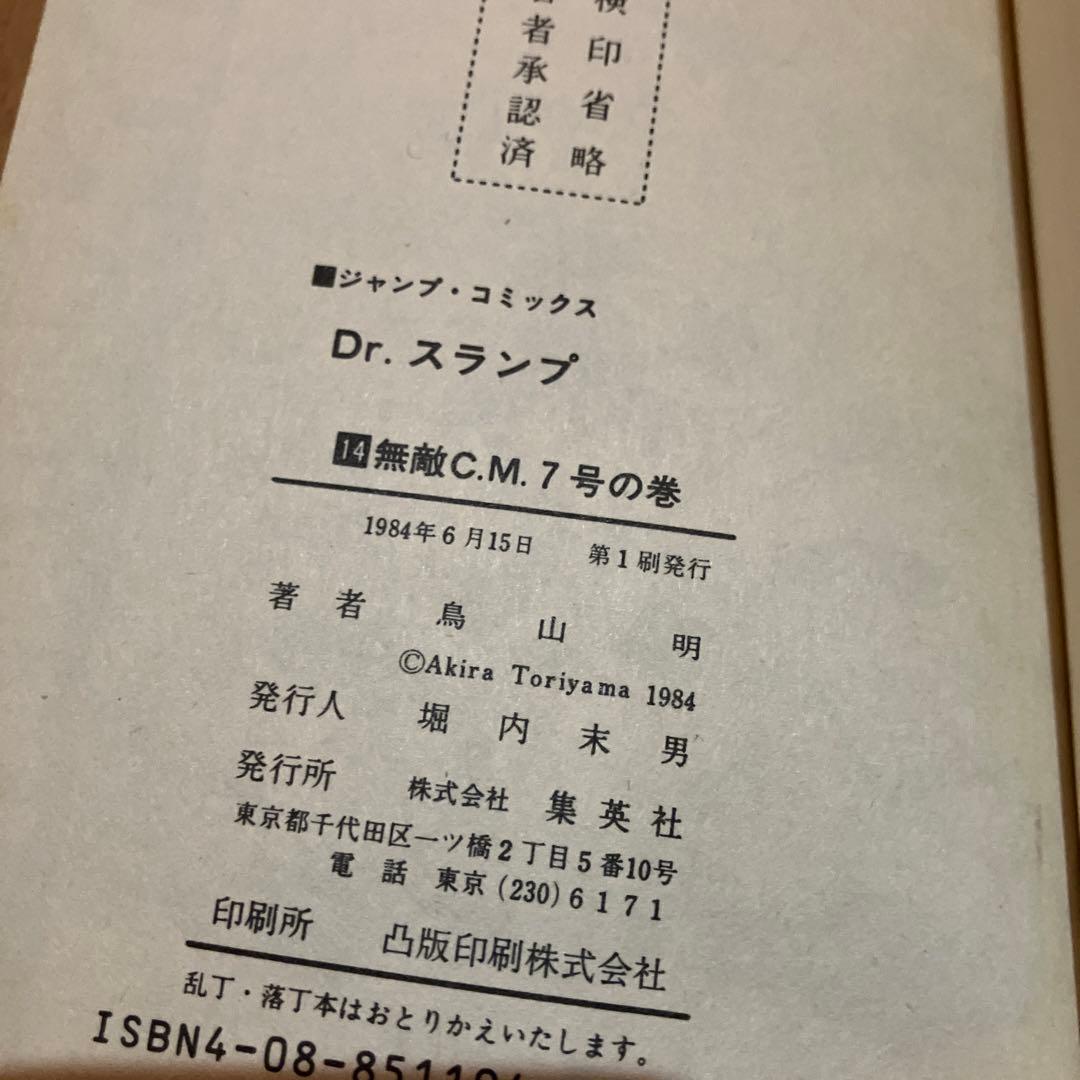 検印省略
者承認済
■ジャンプ・コミックス
Dr.スランプ
14無敵C.M.7号の巻
1984年6月15日 第1刷発行
著者 鳥山明
©Akira Toriyama 1984
発行人 堀内末男
発行所 株式会社 集英社
東京都千代田区一ツ橋2丁目5番10号
電話 東京(230)6171
印刷所 凸版印刷株式会社
乱丁・落丁本はおとりかえいたします。
ISBN4-08-85119